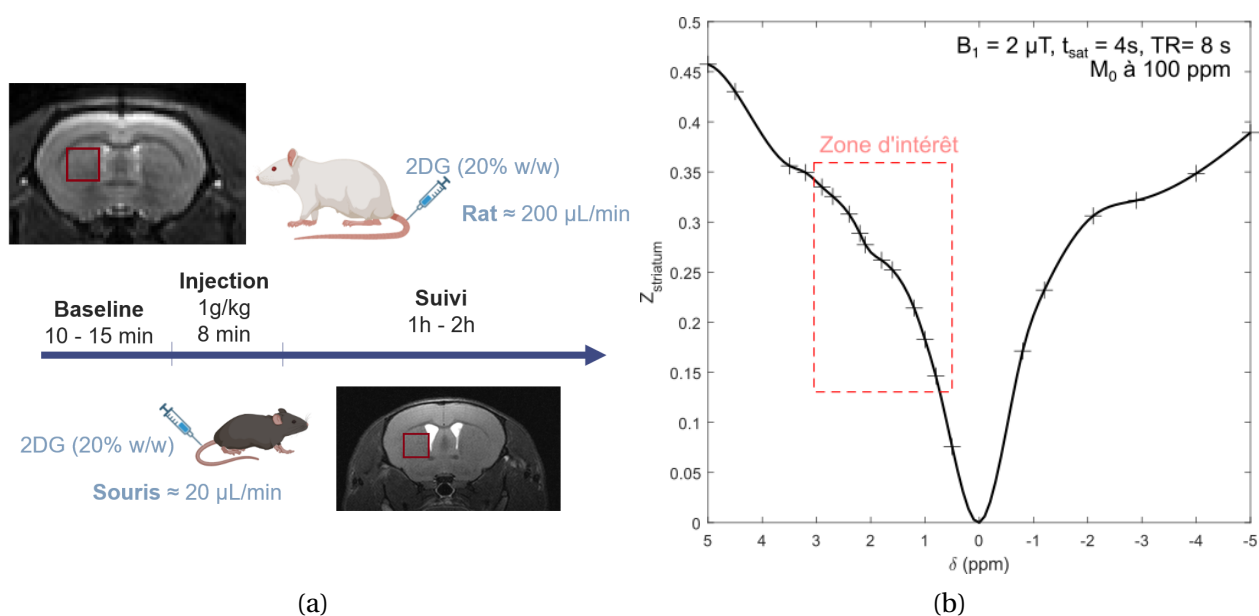 2DG (20% w/w)
Rat ≈ 200 µL/min
Baseline
10 - 15 min
Injection
1g/kg
8 min
Suivi
1h - 2h
2DG (20% w/w)
Souris ≈ 20 µL/min
(a)
B1 = 2 µT, tsat = 4s, TR= 8 s
M0 à 100 ppm
Zone d'intérêt
Zstriatum
0.5
0.45
0.4
0.35
0.3
0.25
0.2
0.15
0.1
0.05
0
5 4 3 2 1 0 -1 -2 -3 -4 -5
δ (ppm)
(b)